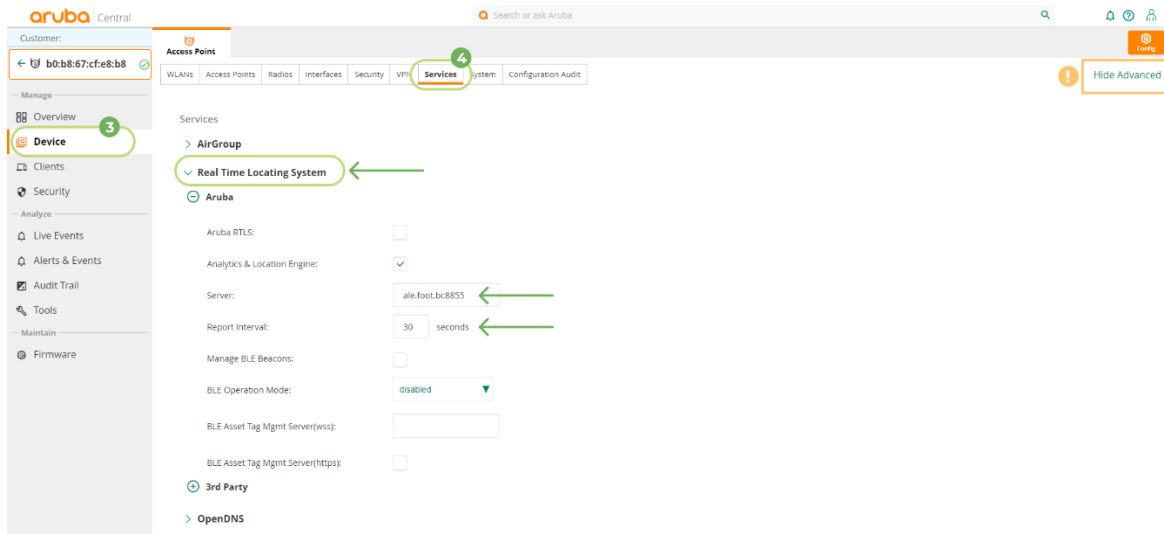 aruba Central
Search or ask Aruba
Customer:
b0:b8:67:cf:e8:b8
Manage
Overview
3
Device
Clients
Security
Analyze
Live Events
Alerts & Events
Audit Trail
Tools
Maintain
Firmware
Access Point
Config
4
WLANs Access Points Radios Interfaces Security VPN Services System Configuration Audit
! Hide Advanced
Services
AirGroup
Real Time Locating System
Aruba
Aruba RTLS:
Analytics & Location Engine:
Server: ale.foot.bi:8855
Report Interval: 30 seconds
Manage BLE Beacons:
BLE Operation Mode: disabled
BLE Asset Tag Mgmt Server(wss):
BLE Asset Tag Mgmt Server(https):
3rd Party
OpenDNS